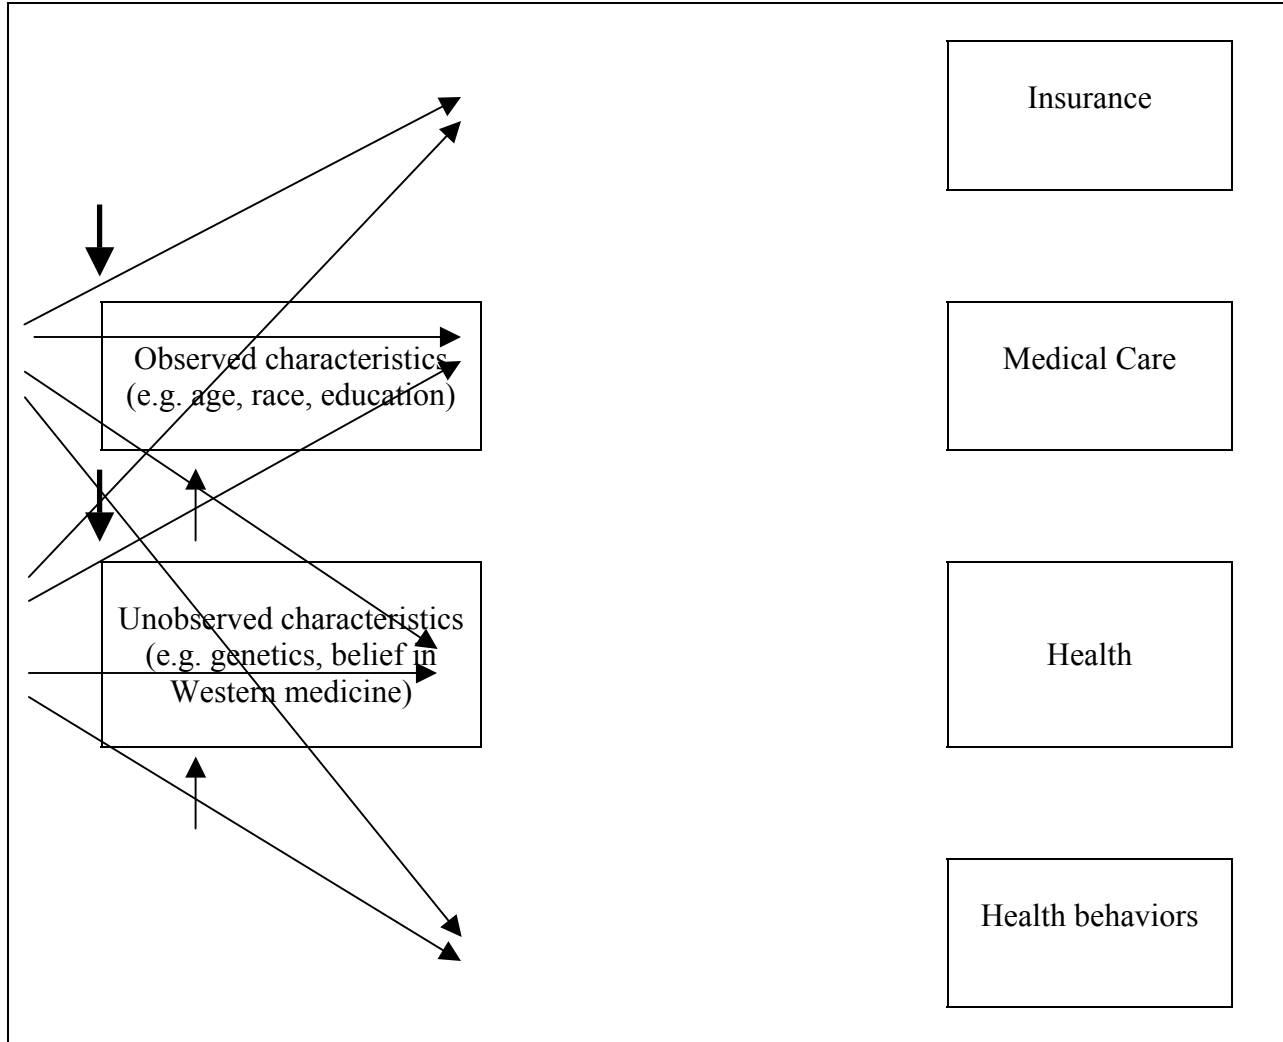 Insurance
Observed characteristics
(e.g. age, race, education)
Medical Care
Unobserved characteristics
(e.g. genetics, belief in
Western medicine)
Health
Health behaviors